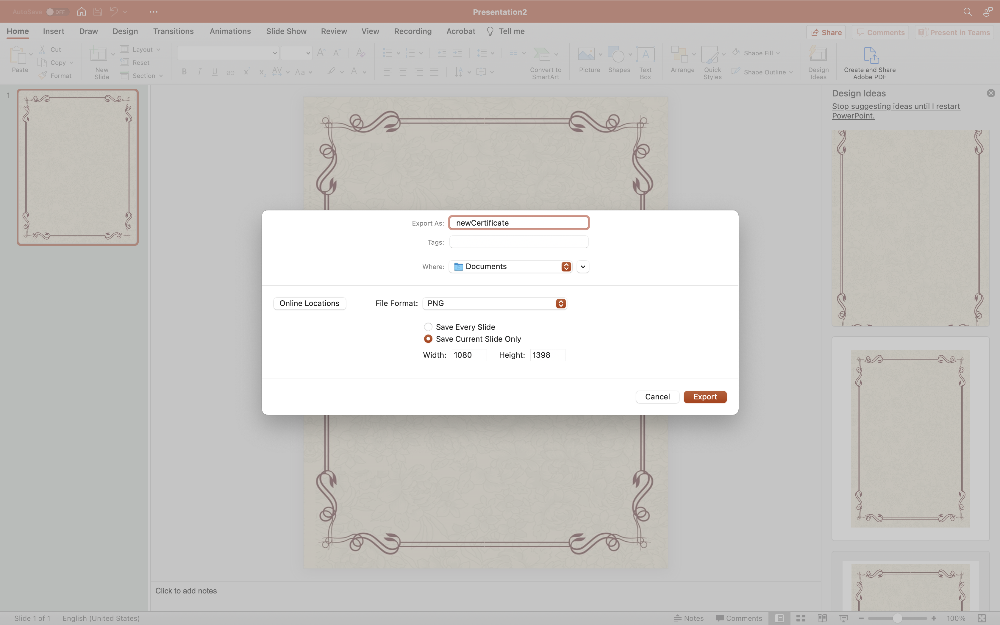 AutoSave OFF
Presentation2
Home Insert Draw Design Transitions Animations Slide Show Review View Recording Acrobat Tell me
Share Comments Present in Teams
Paste
Cut
Copy
Format
New
Slide
Layout
Reset
Section
Convert to
SmartArt
Picture
Shapes
Text
Box
Arrange
Quick
Styles
Shape Fill
Shape Outline
Design
Ideas
Create and Share
Adobe PDF
1
Design Ideas
Stop suggesting ideas until I restart
PowerPoint.
Export As: newCertificate
Tags:
Where: Documents
Online Locations
File Format: PNG
Save Every Slide
Save Current Slide Only
Width: 1080 Height: 1398
Cancel Export
Click to add notes
Slide 1 of 1 English (United States)
Notes Comments 100%